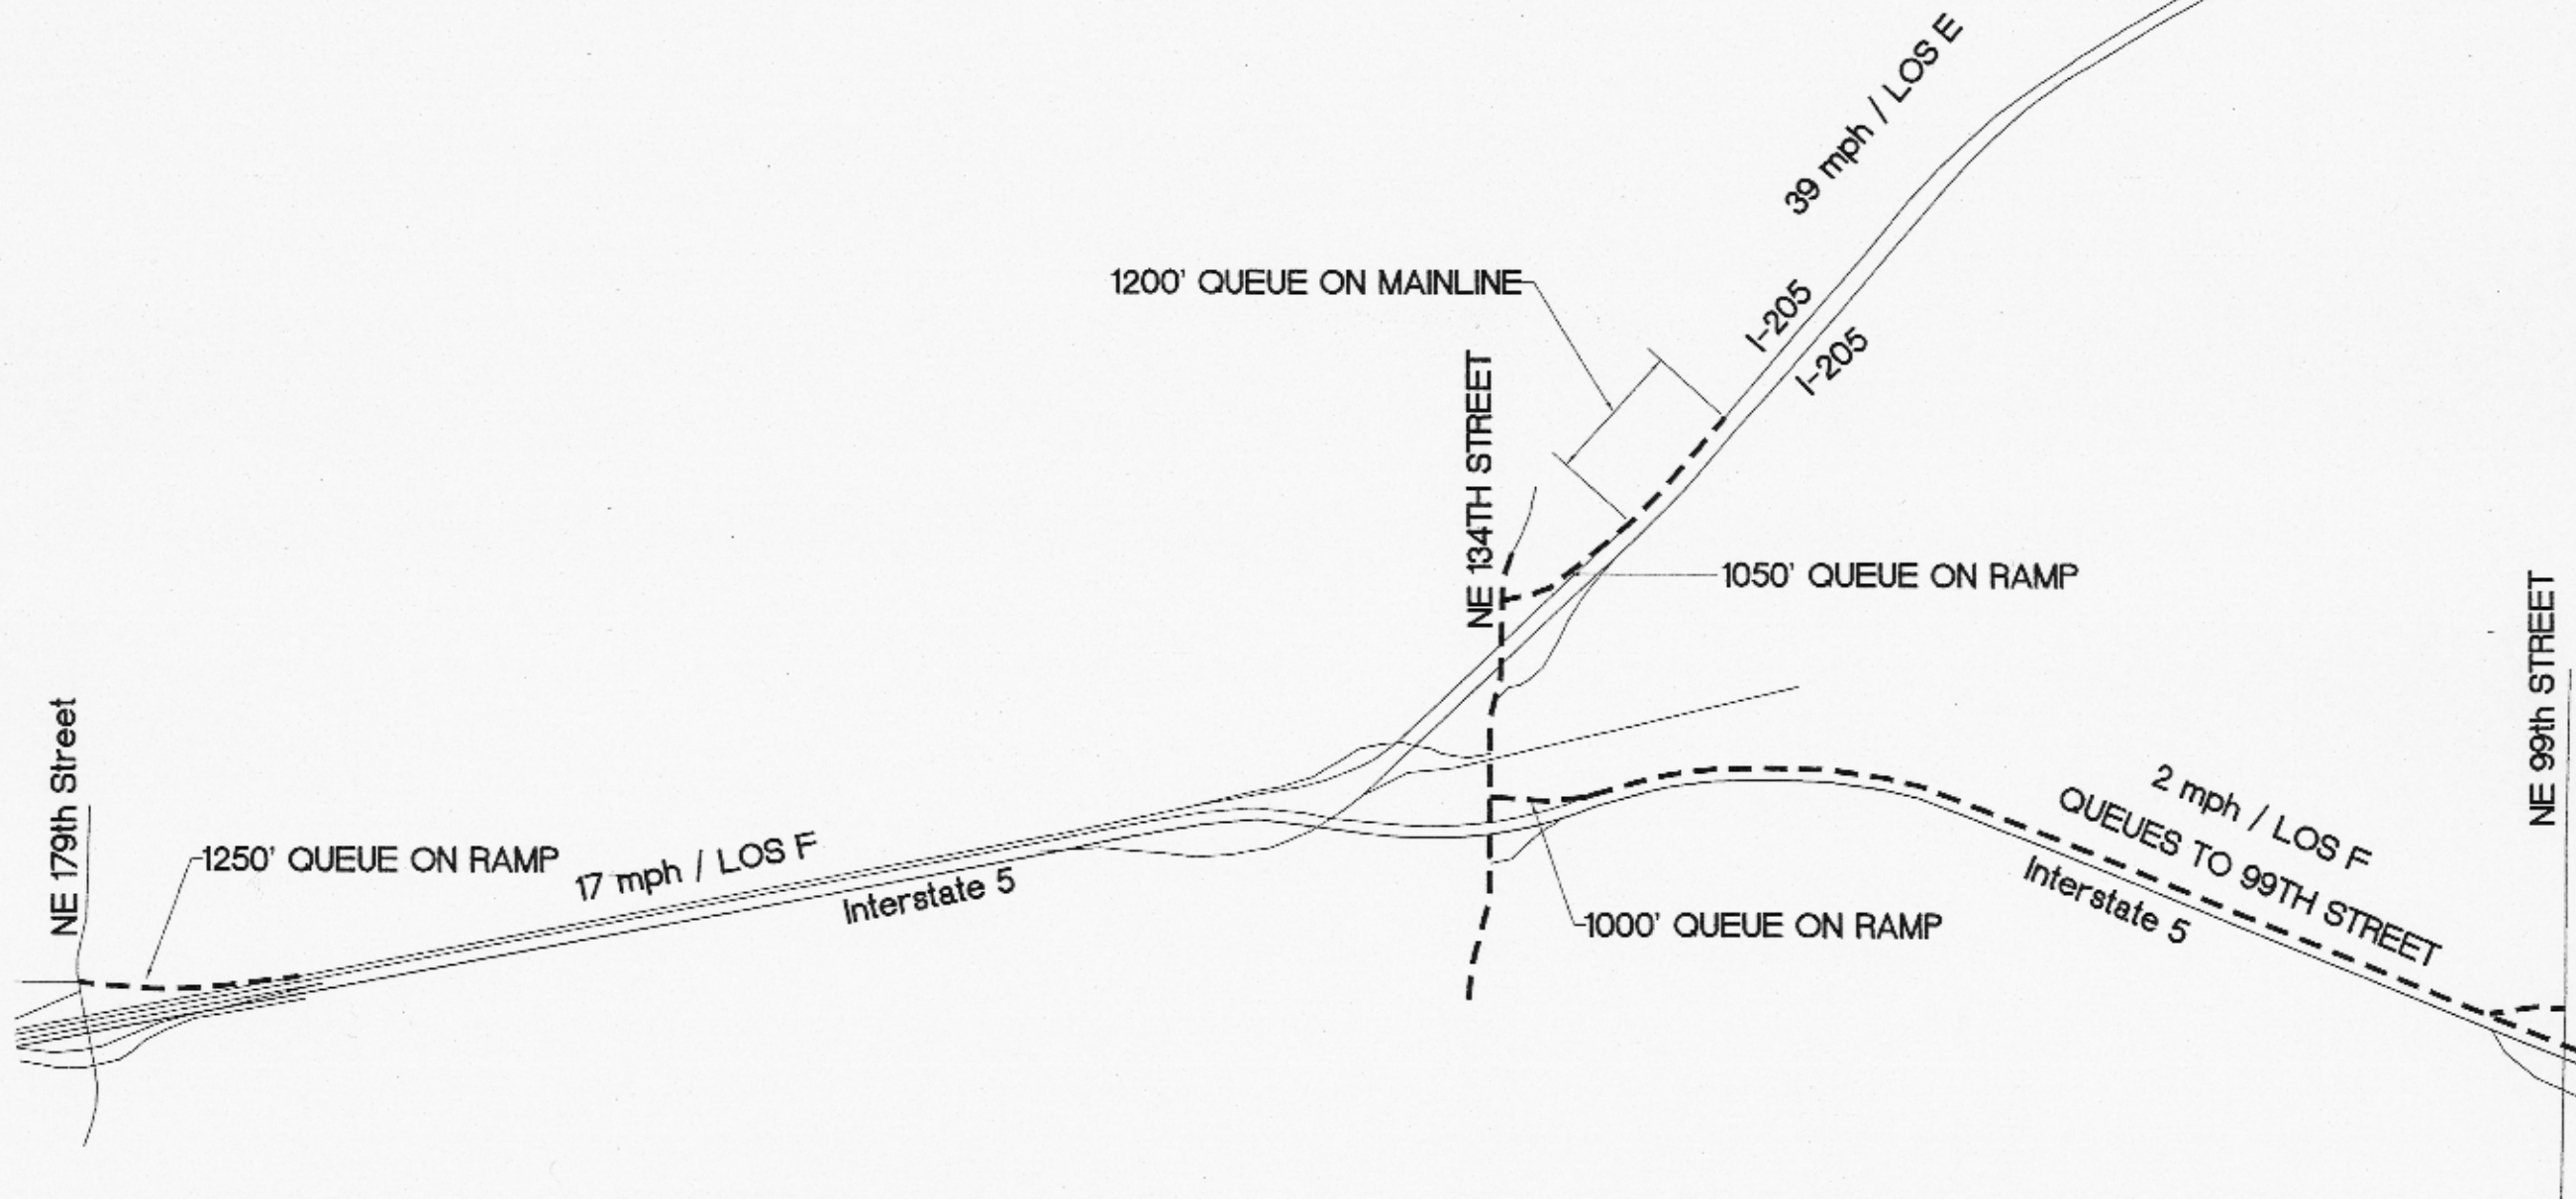 39 mph / LOS E
1200' QUEUE ON MAINLINE
I-205
I-205
NE 134TH STREET
1050' QUEUE ON RAMP
NE 99th STREET
NE 179th Street
1250' QUEUE ON RAMP
17 mph / LOS F
Interstate 5
2 mph / LOS F
QUEUES TO 99TH STREET
Interstate 5
1000' QUEUE ON RAMP